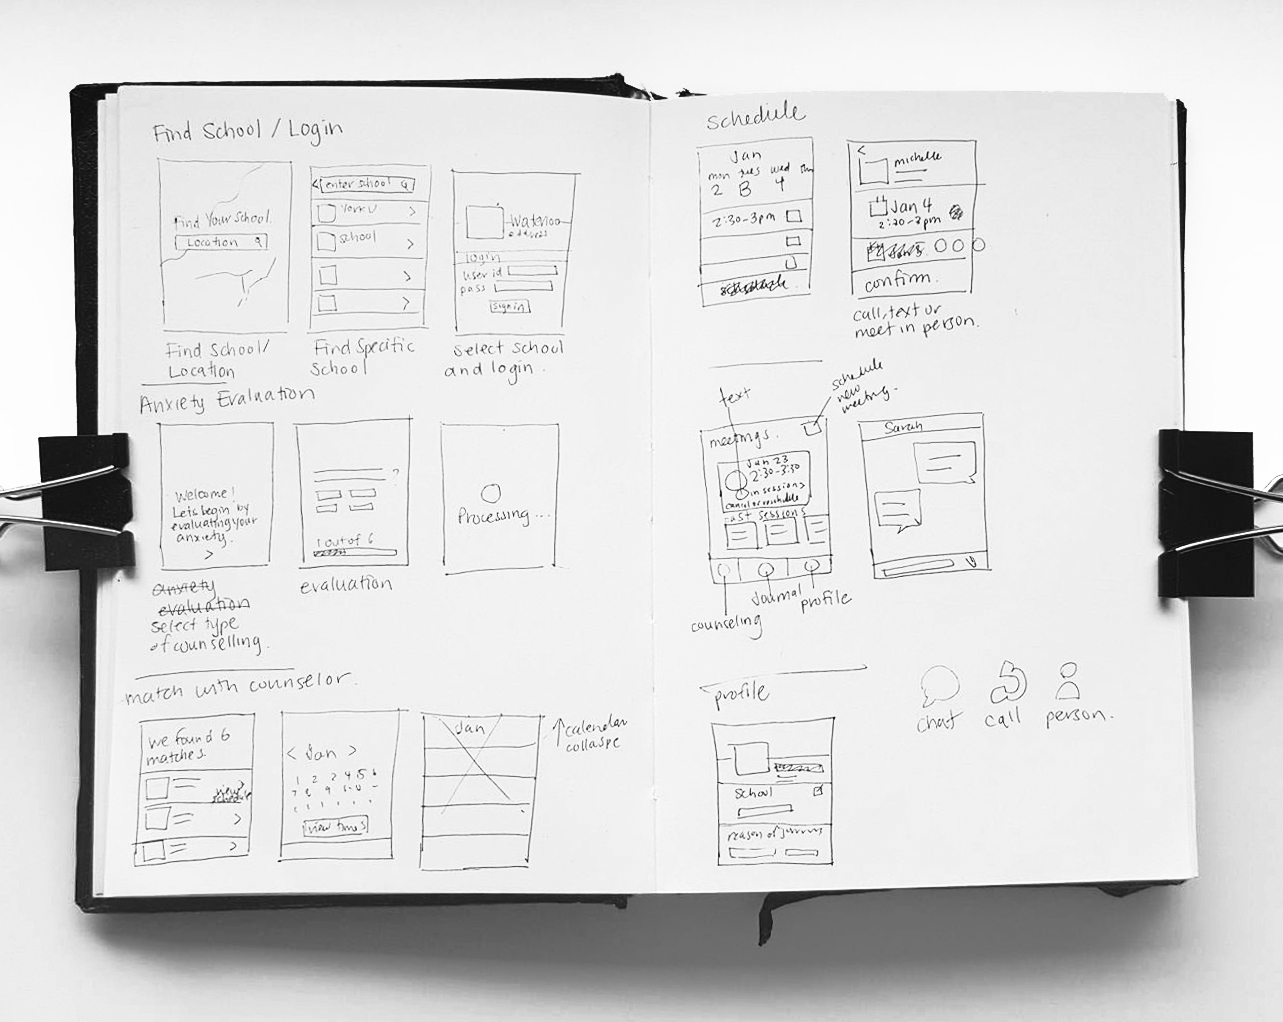 Find School / Login
Find Your School
Location
Find School/
Location
enter school
York U
school
Find Specific
School
Waterloo
address
login
user id
pass
sign in
select school
and login.
Anxiety Evaluation
Welcome!
Lets begin by
evaluating your
anxiety.
>
anxiety
evaluation
select type
of counselling.
?
1 out of 6
evaluation
Processing...
match with counselor.
we found 6
matches.
new
schedule
< Jan >
1 2 3 4 5 6
view times
Jan
↑ calendar
collaspe
schedule
Jan
mon tues wed thu
2 3 4
2:30-3pm
<
michelle
Jan 4
2:30-3pm
confirm.
call, text or
meet in person.
text
schedule
new
meeting.
meetings.
Jan 23
2:30-3:30
in session >
cancel or reschedule
past sessions
counseling
Journal
profile
Sarah
profile
School
reason of
chat
call
person.